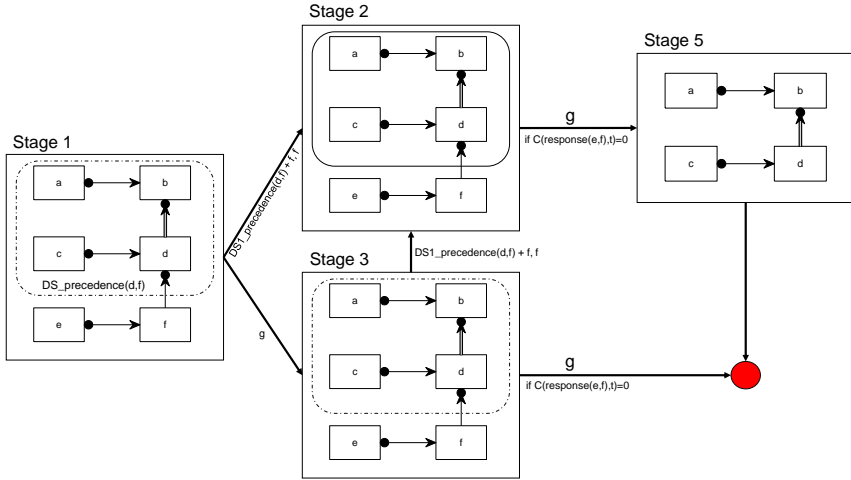 Stage 1
a
b
c
d
DS_precedence(d,f)
e
f
DS1_precedence(d,f) + f, f
g
Stage 2
a
b
c
d
e
f
DS1_precedence(d,f) + f, f
Stage 3
a
b
c
d
e
f
g
if C(response(e,f),t)=0
g
if C(response(e,f),t)=0
Stage 5
a
b
c
d